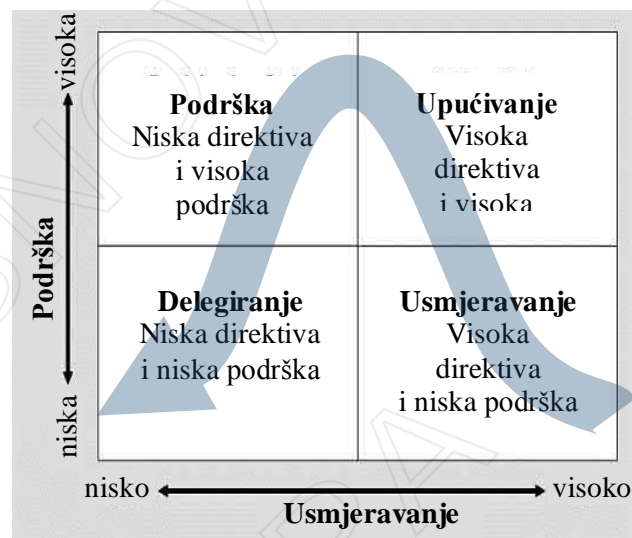 visoka
Podrška
niska
Podrška
Niska direktiva
i visoka
podrška
Upućivanje
Visoka
direktiva
i visoka
Delegiranje
Niska direktiva
i niska podrška
Usmjeravanje
Visoka
direktiva
i niska podrška
nisko
visoko
Usmjeravanje